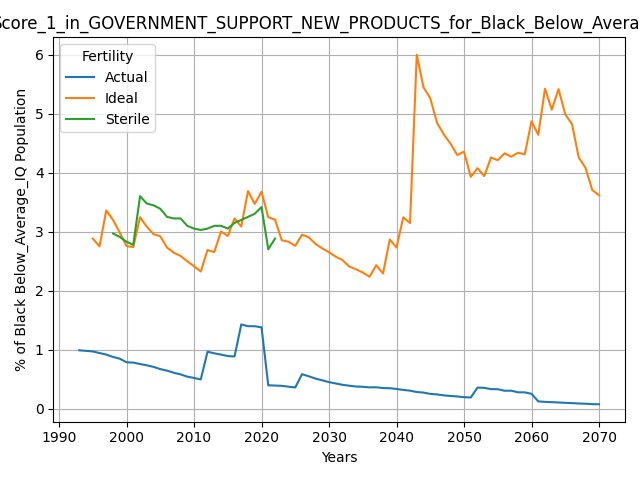 Score_1_in_GOVERNMENT_SUPPORT_NEW_PRODUCTS_for_Black_Below_Avera
Fertility
Actual
Ideal
Sterile
% of Black Below_Average_IQ Population
6
5
4
3
2
1
0
1990 2000 2010 2020 2030 2040 2050 2060 2070
Years